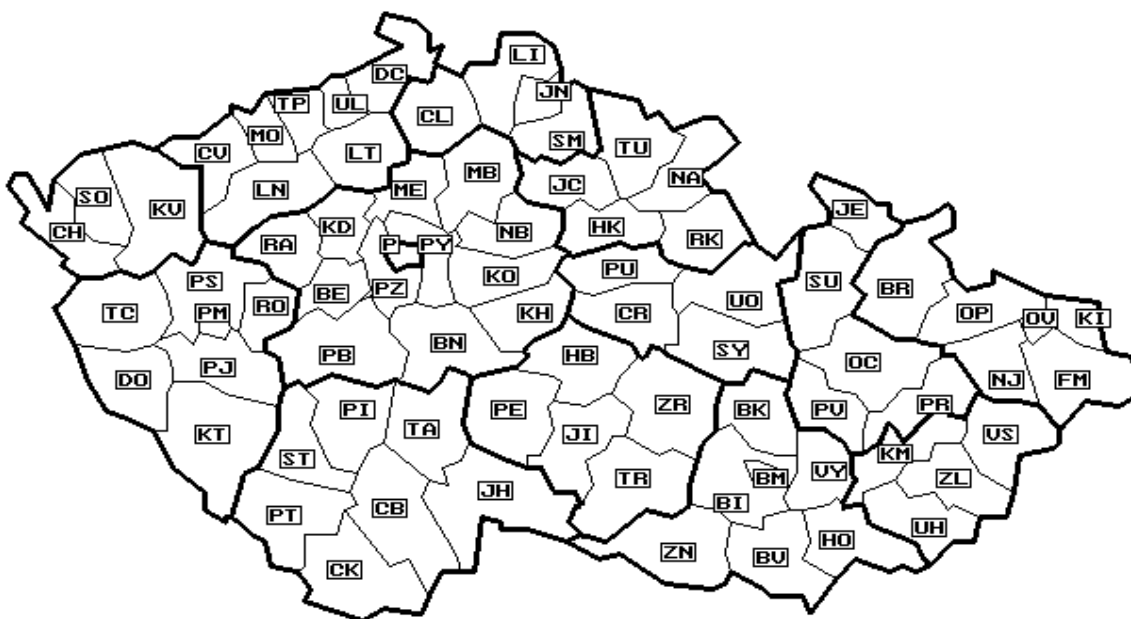 LI
DC
JN
TP
UL
CL
MO
SM
CV
LT
TU
MB
NA
SO
LN
ME
JC
KV
JE
CH
KD
NB
HK
RA
P
PY
RK
PS
KO
PU
SU
BE
PZ
BR
TC
PM
RO
KH
CR
UO
OP
OV
KI
PB
BN
HB
SY
OC
DO
PJ
NJ
FM
PI
PE
ZR
BK
PV
PR
KT
TA
JI
VS
ST
KM
TR
BM
VY
ZL
JH
PT
CB
BI
UH
ZN
BV
HO
CK